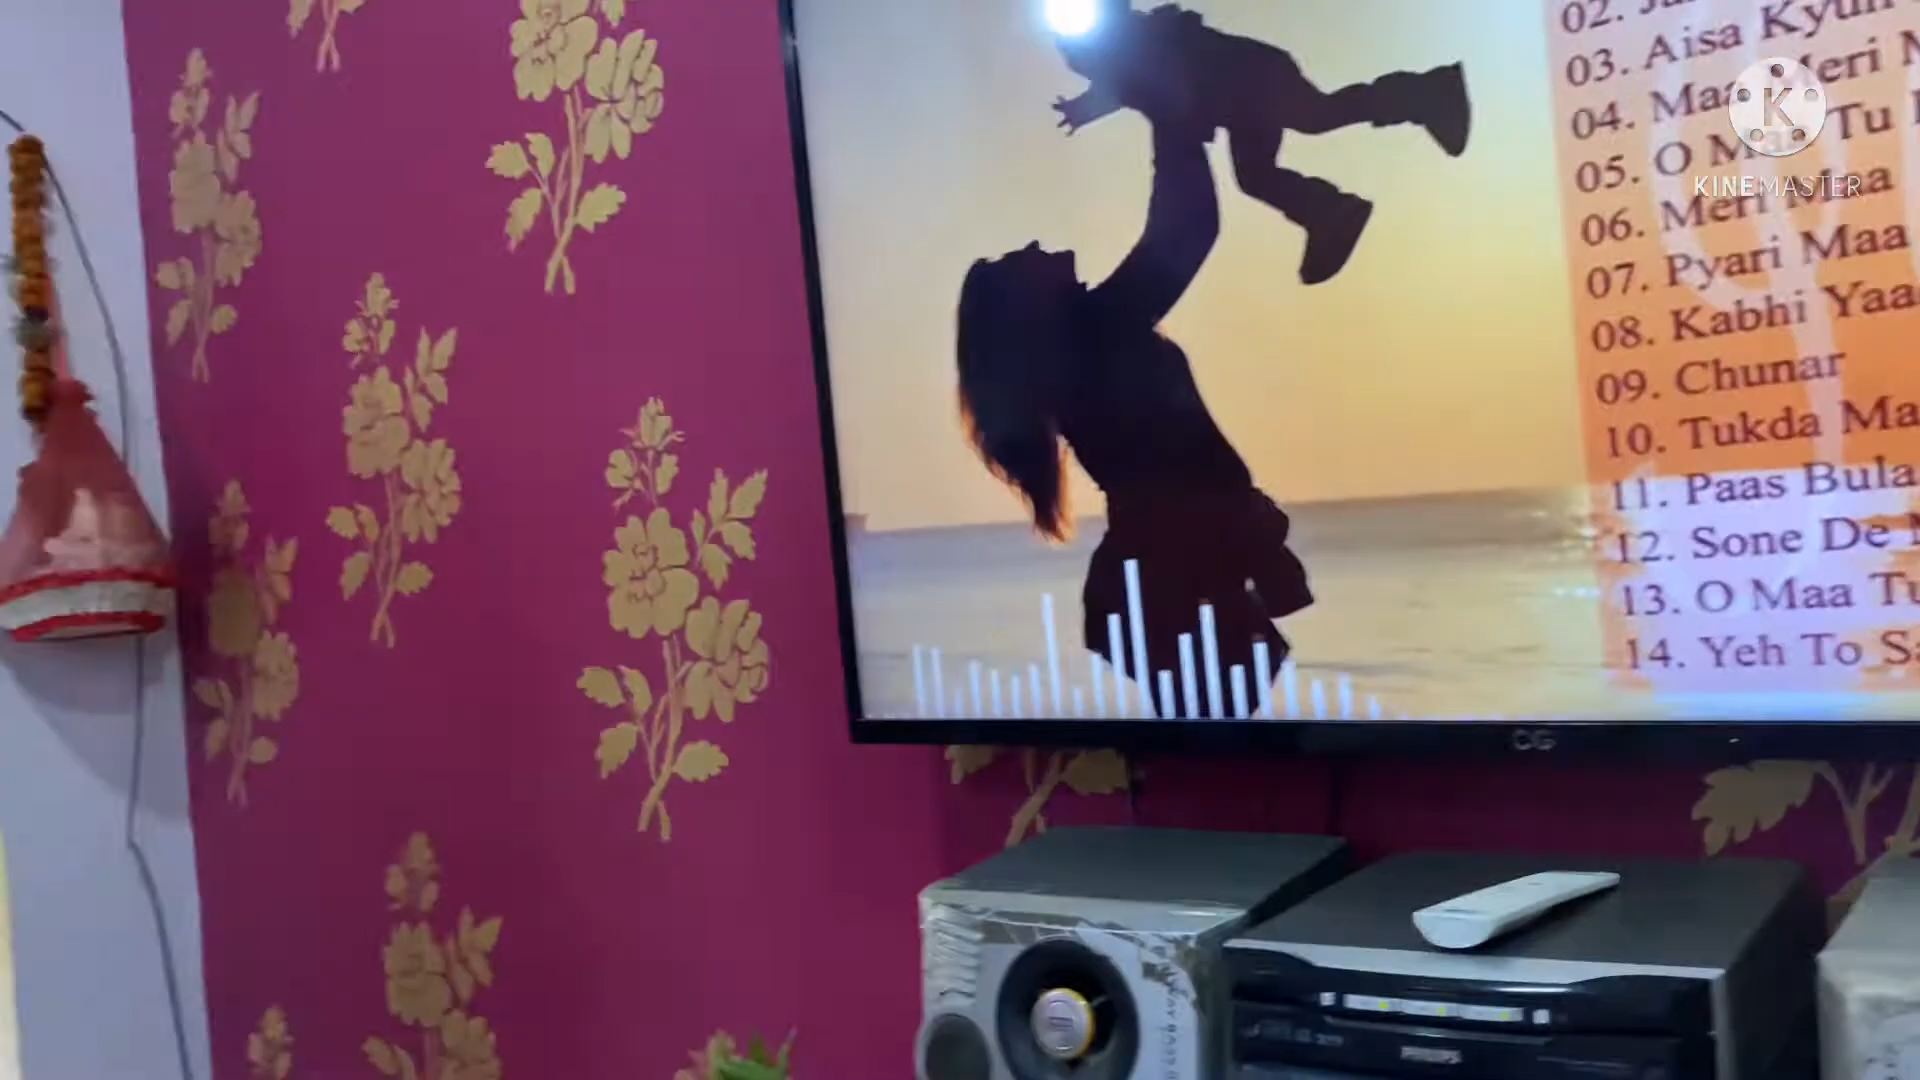 02.
03. Aisa Kyun
04. Maa Meri
05. O Maa Tu
06. Meri Maa
07. Pyari Maa
08. Kabhi Yaa
09. Chunar
10. Tukda Ma
11. Paas Bula
12. Sone De
13. O Maa Tu
14. Yeh To Sa
K
KINEMASTER
CG
PHILIPS